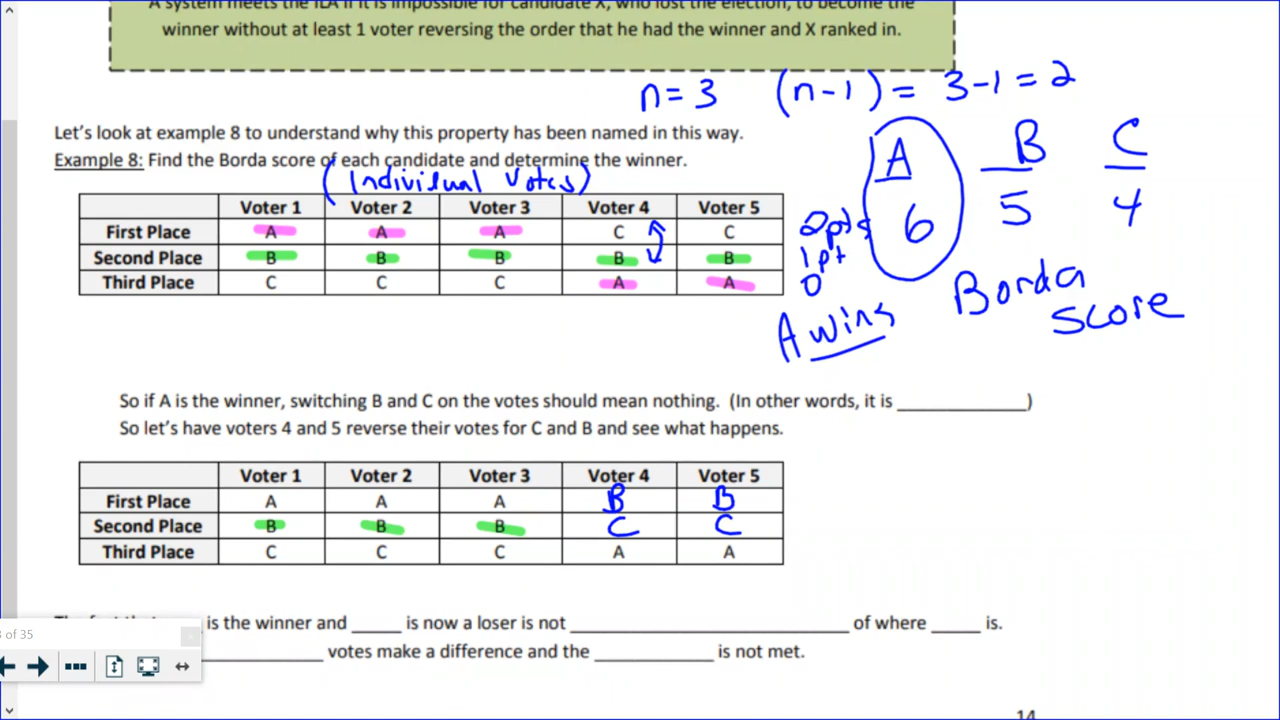 A system meets the IIA if it is impossible for candidate X, who lost the election, to become the
winner without at least 1 voter reversing the order that he had the winner and X ranked in.
n = 3 (n-1) = 3-1 = 2
Let's look at example 8 to understand why this property has been named in this way.
Example 8: Find the Borda score of each candidate and determine the winner.
(Individual Votes)
A B C
6 5 4
Voter 1 Voter 2 Voter 3 Voter 4 Voter 5
First Place A A A C C 2pts
Second Place B B B B B 1pt
Third Place C C C A A 0
Borda
score
A wins
So if A is the winner, switching B and C on the votes should mean nothing. (In other words, it is ____________)
So let's have voters 4 and 5 reverse their votes for C and B and see what happens.
Voter 1 Voter 2 Voter 3 Voter 4 Voter 5
First Place A A A B B
Second Place B B B C C
Third Place C C C A A
is the winner and _____ is now a loser is not __________________________ of where _____ is.
____________ votes make a difference and the ___________ is not met.
of 35
14